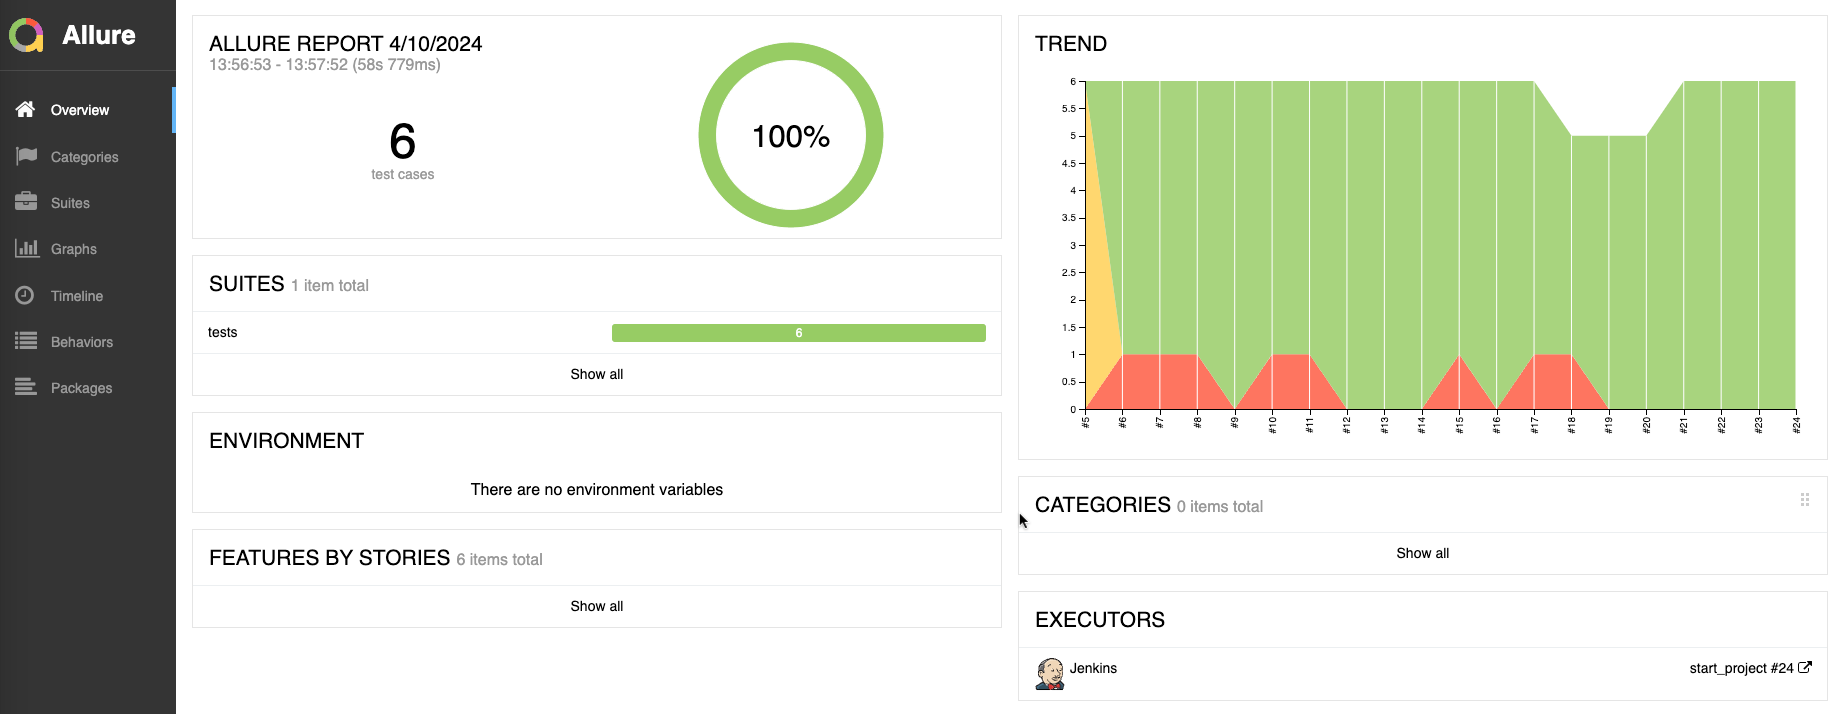 Allure
Overview
Categories
Suites
Graphs
Timeline
Behaviors
Packages
ALLURE REPORT 4/10/2024
13:56:53 - 13:57:52 (58s 779ms)
6
test cases
100%
SUITES 1 item total
tests 6
Show all
ENVIRONMENT
There are no environment variables
FEATURES BY STORIES 6 items total
Show all
TREND
6
5.5
5
4.5
4
3.5
3
2.5
2
1.5
1
0.5
0
#5 #6 #7 #8 #9 #10 #11 #12 #13 #14 #15 #16 #17 #18 #19 #20 #21 #22 #23 #24
CATEGORIES 0 items total
Show all
EXECUTORS
Jenkins start_project #24